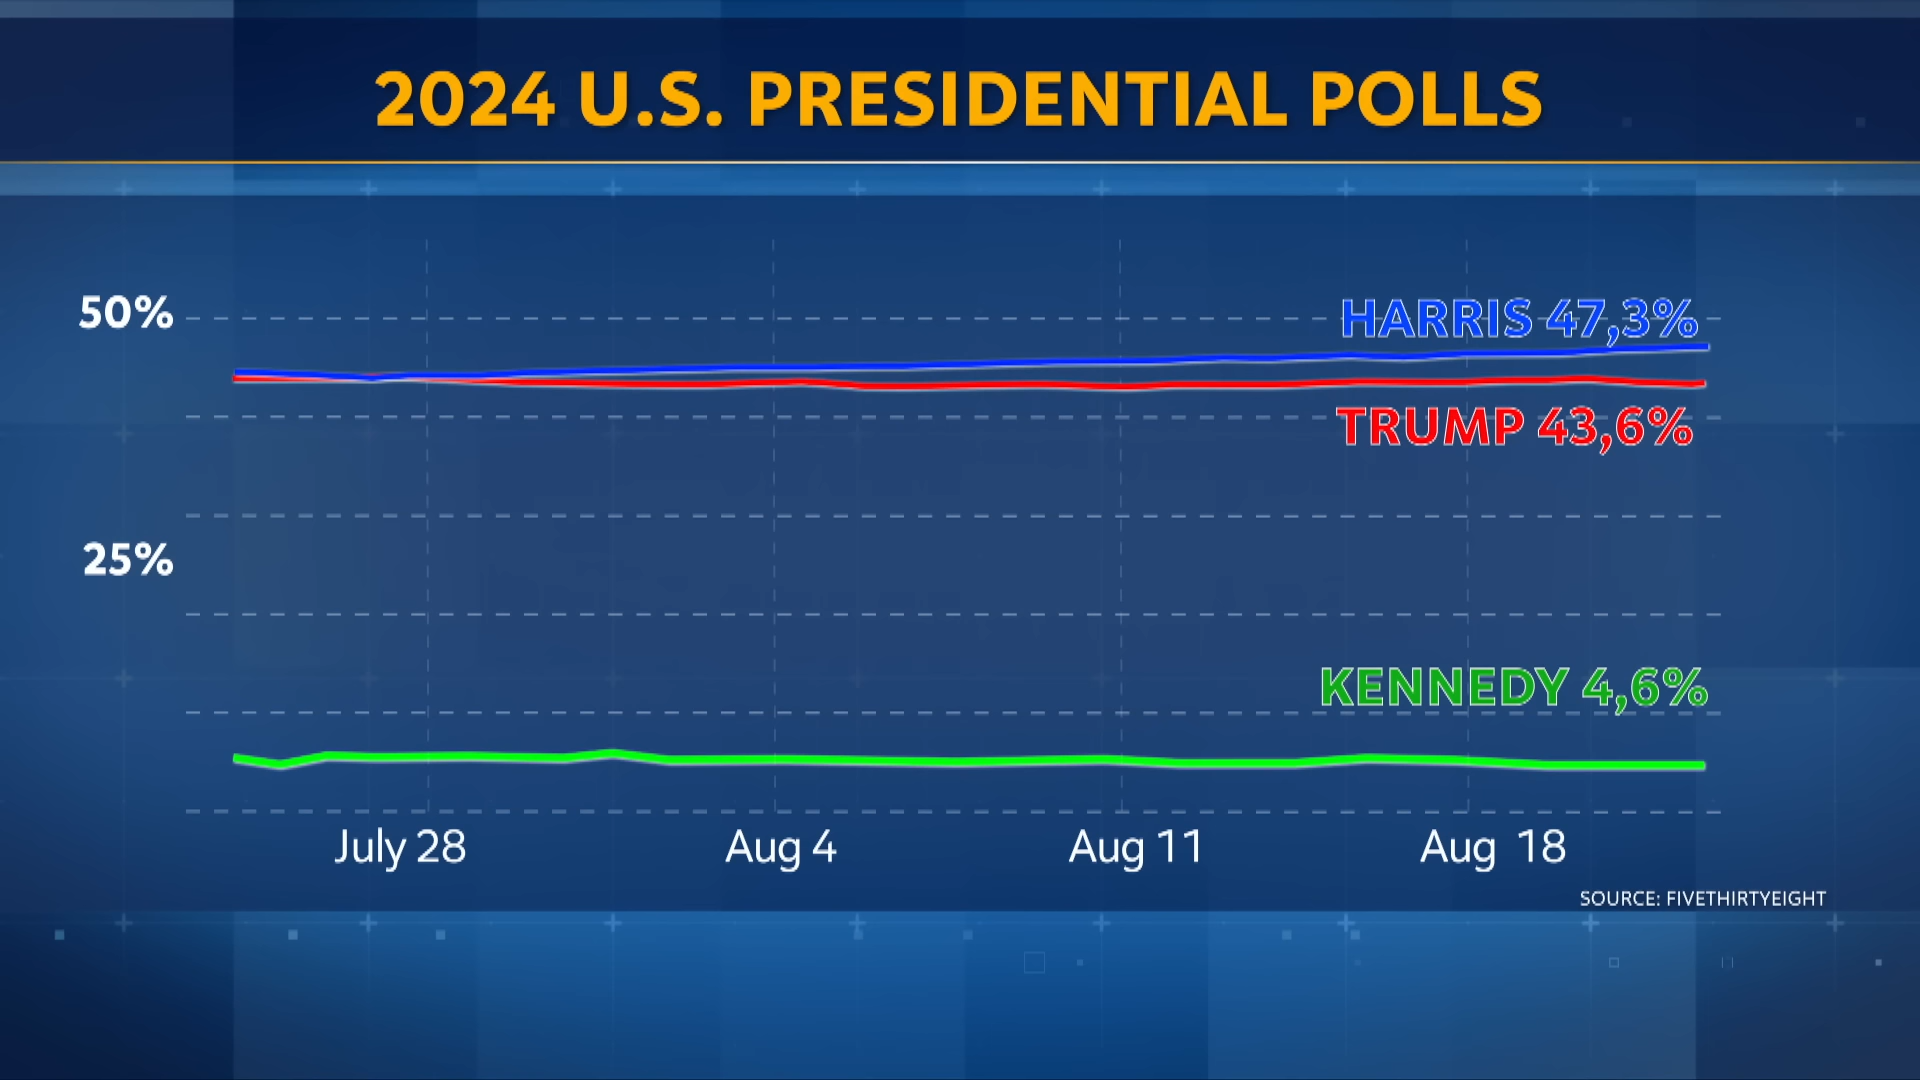 2024 U.S. PRESIDENTIAL POLLS
50%
HARRIS 47,3%
TRUMP 43,6%
25%
KENNEDY 4,6%
July 28
Aug 4
Aug 11
Aug 18
SOURCE: FIVETHIRTYEIGHT